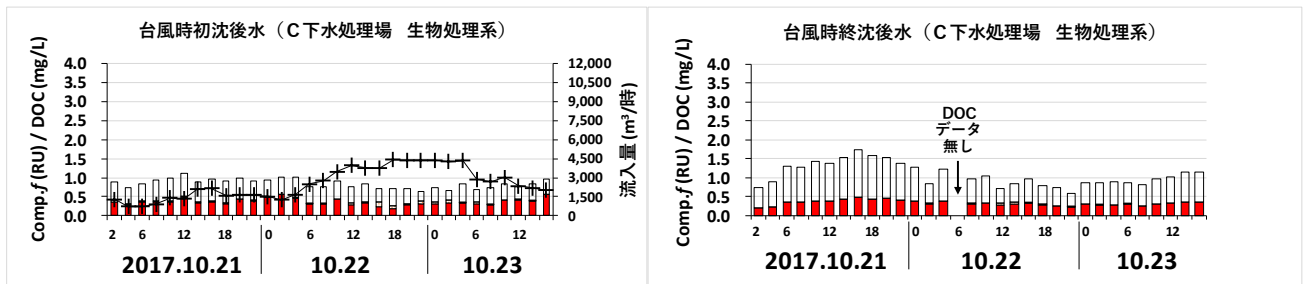 台風時初沈後水（C下水処理場 生物処理系）
Comp.f (RU) / DOC (mg/L)
4.0
3.5
3.0
2.5
2.0
1.5
1.0
0.5
0.0
12,000
10,500
9,000
7,500
6,000
4,500
3,000
1,500
0
流入量 (m³/時)
2 6 12 18 0 6 12 18 0 6 12
2017.10.21 10.22 10.23
台風時終沈後水（C下水処理場 生物処理系）
Comp.f (RU) / DOC (mg/L)
4.0
3.5
3.0
2.5
2.0
1.5
1.0
0.5
0.0
DOC
データ
無し
2 6 12 18 0 6 12 18 0 6 12
2017.10.21 10.22 10.23